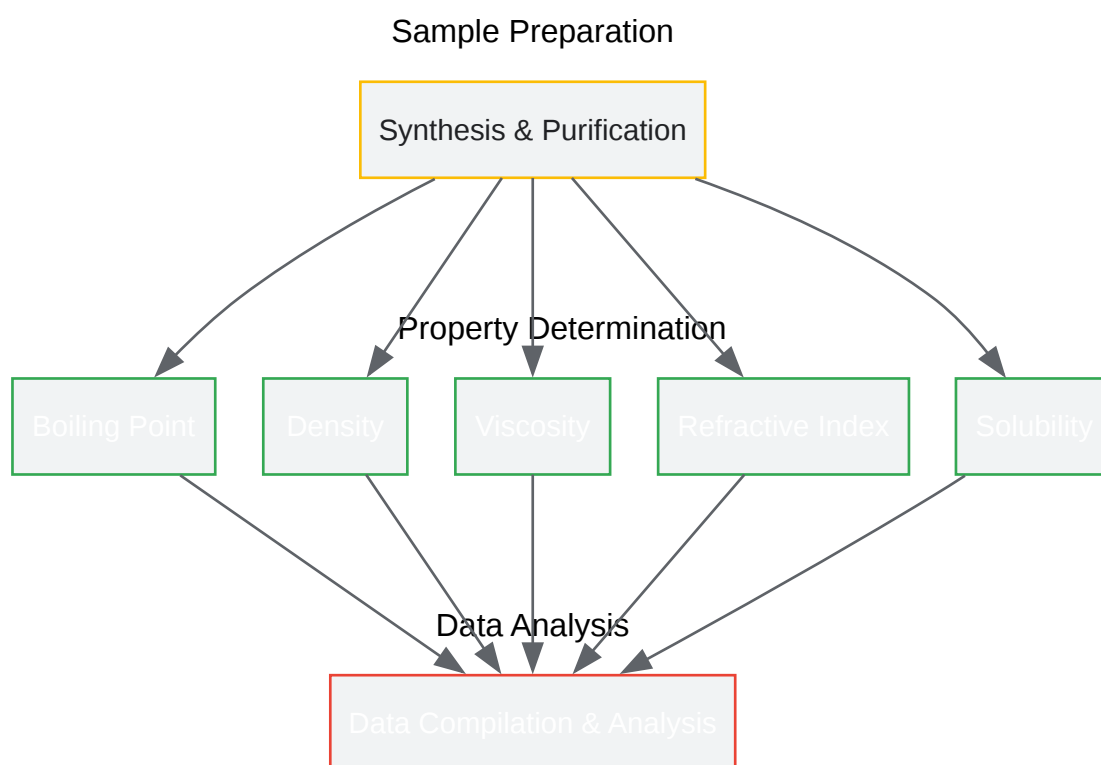 Sample Preparation
Synthesis & Purification
Property Determination
Boiling Point
Density
Viscosity
Refractive Index
Solubility
Data Analysis
Data Compilation & Analysis